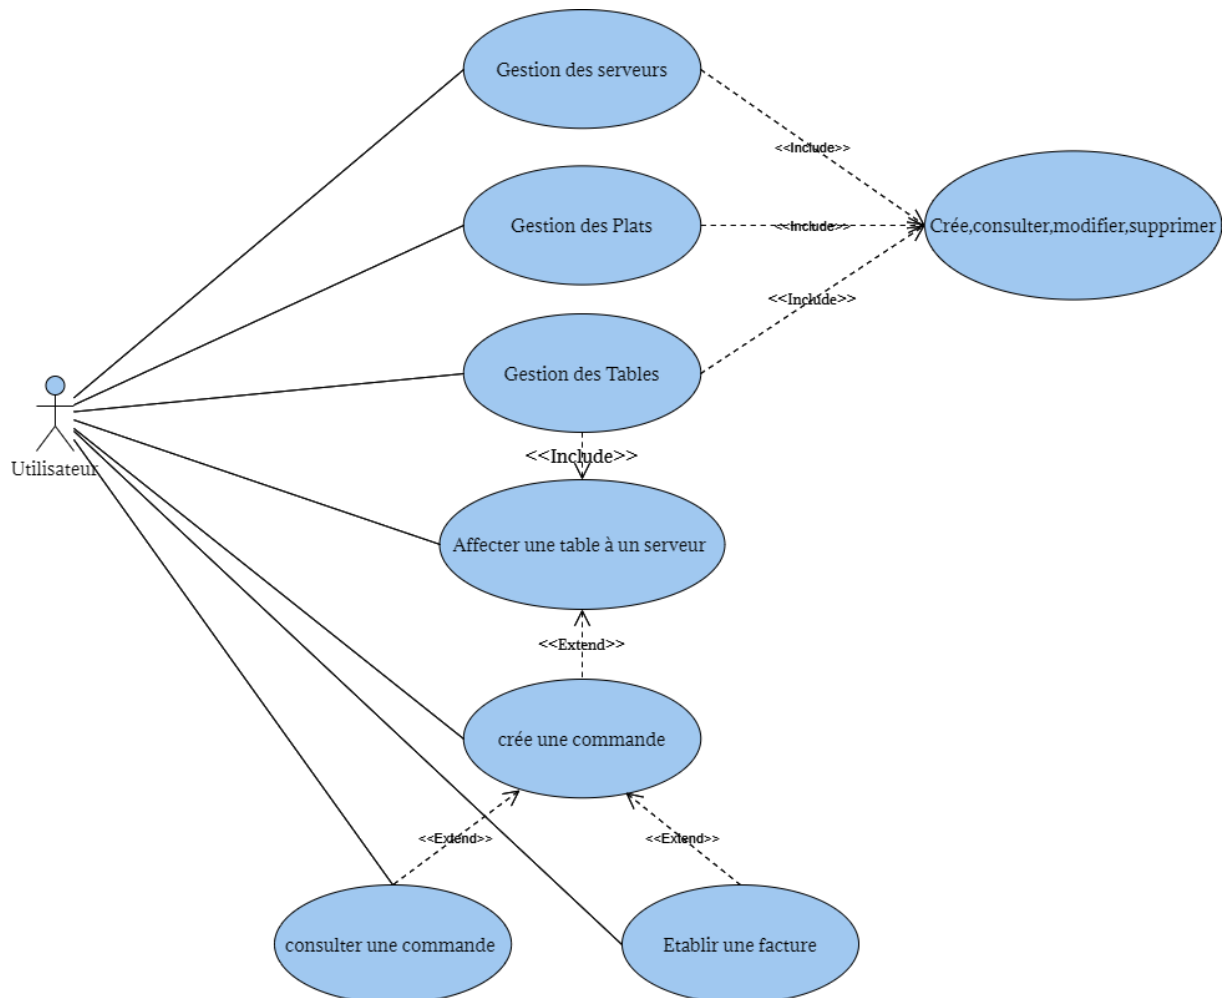 Gestion des serveurs
<<Include>>
Gestion des Plats
<<Include>>
Crée,consulter,modifier,supprimer
<<Include>>
Gestion des Tables
<<Include>>
Utilisateur
Affecter une table à un serveur
<<Extend>>
crée une commande
<<Extend>>
<<Extend>>
consulter une commande
Etablir une facture